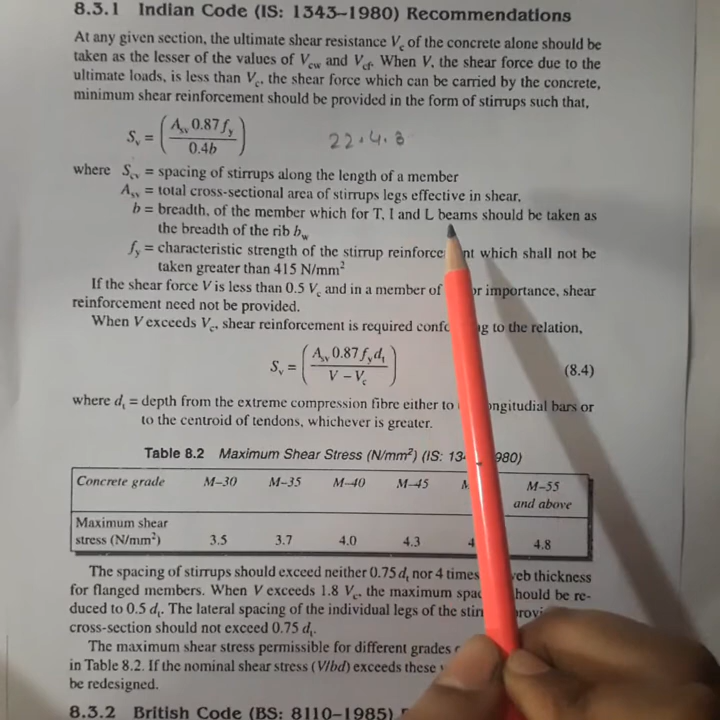 8.3.1 Indian Code (IS: 1343–1980) Recommendations
At any given section, the ultimate shear resistance V_c of the concrete alone should be
taken as the lesser of the values of V_cw and V_cf. When V, the shear force due to the
ultimate loads, is less than V_c, the shear force which can be carried by the concrete,
minimum shear reinforcement should be provided in the form of stirrups such that,
S_v = (A_sv 0.87 f_y / 0.4b)
22.4.3
where S_v = spacing of stirrups along the length of a member
A_sv = total cross-sectional area of stirrups legs effective in shear,
b = breadth, of the member which for T, I and L beams should be taken as
the breadth of the rib b_w
f_y = characteristic strength of the stirrup which shall not be
taken greater than 415 N/mm²
If the shear force V is less than 0.5 V_c and in a member of importance, shear
reinforcement need not be provided.
When V exceeds V_c, shear reinforcement is required to the relation,
S_v = (A_sv 0.87 f_y d_t / V – V_c) (8.4)
where d_t = depth from the extreme compression fibre either to bars or
to the centroid of tendons, whichever is greater.
Table 8.2 Maximum Shear Stress (N/mm²) (IS:
Concrete grade M–30 M–35 M–40 M–45 M–55
and above
Maximum shear
stress (N/mm²) 3.5 3.7 4.0 4.3 4.8
The spacing of stirrups should exceed neither 0.75 d_t nor 4 times thickness
for flanged members. When V exceeds 1.8 V_c, the maximum should be re-
duced to 0.5 d_t. The lateral spacing of the individual legs of the
cross-section should not exceed 0.75 d_t.
The maximum shear stress permissible for different grades
in Table 8.2. If the nominal shear stress (V/bd) exceeds these
be redesigned.
8.3.2 British Code (BS: 8110–1985)